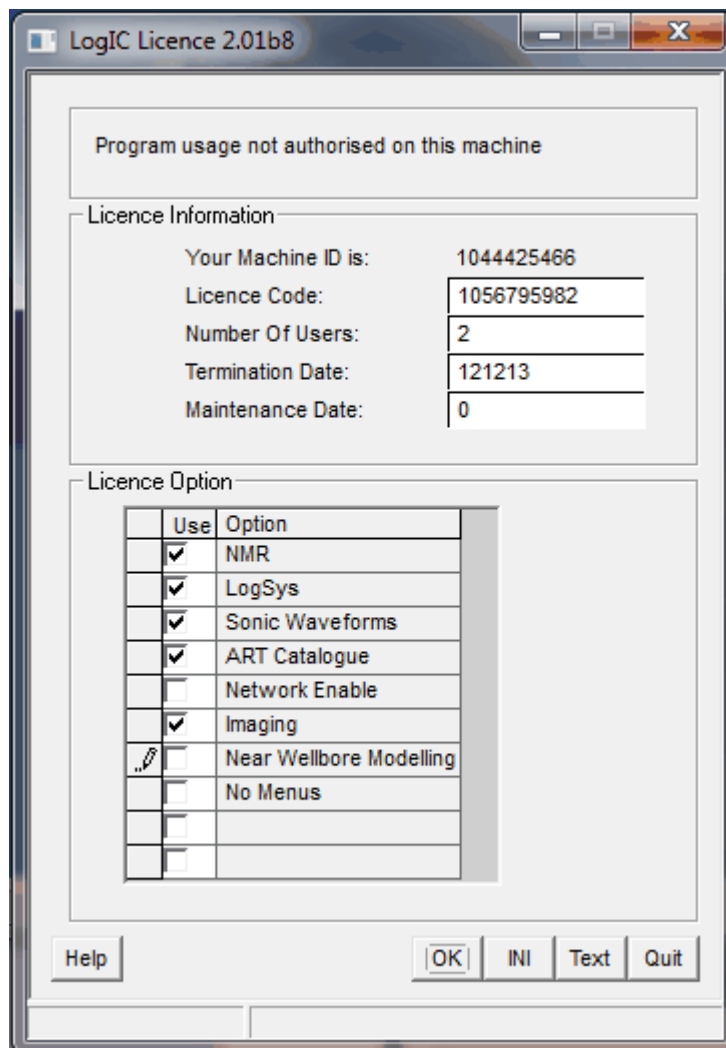 LogIC Licence 2.01b8
Program usage not authorised on this machine
Licence Information
Your Machine ID is: 1044425466
Licence Code: 1056795982
Number Of Users: 2
Termination Date: 121213
Maintenance Date: 0
Licence Option
Use Option
NMR
LogSys
Sonic Waveforms
ART Catalogue
Network Enable
Imaging
Near Wellbore Modelling
No Menus
Help OK INI Text Quit